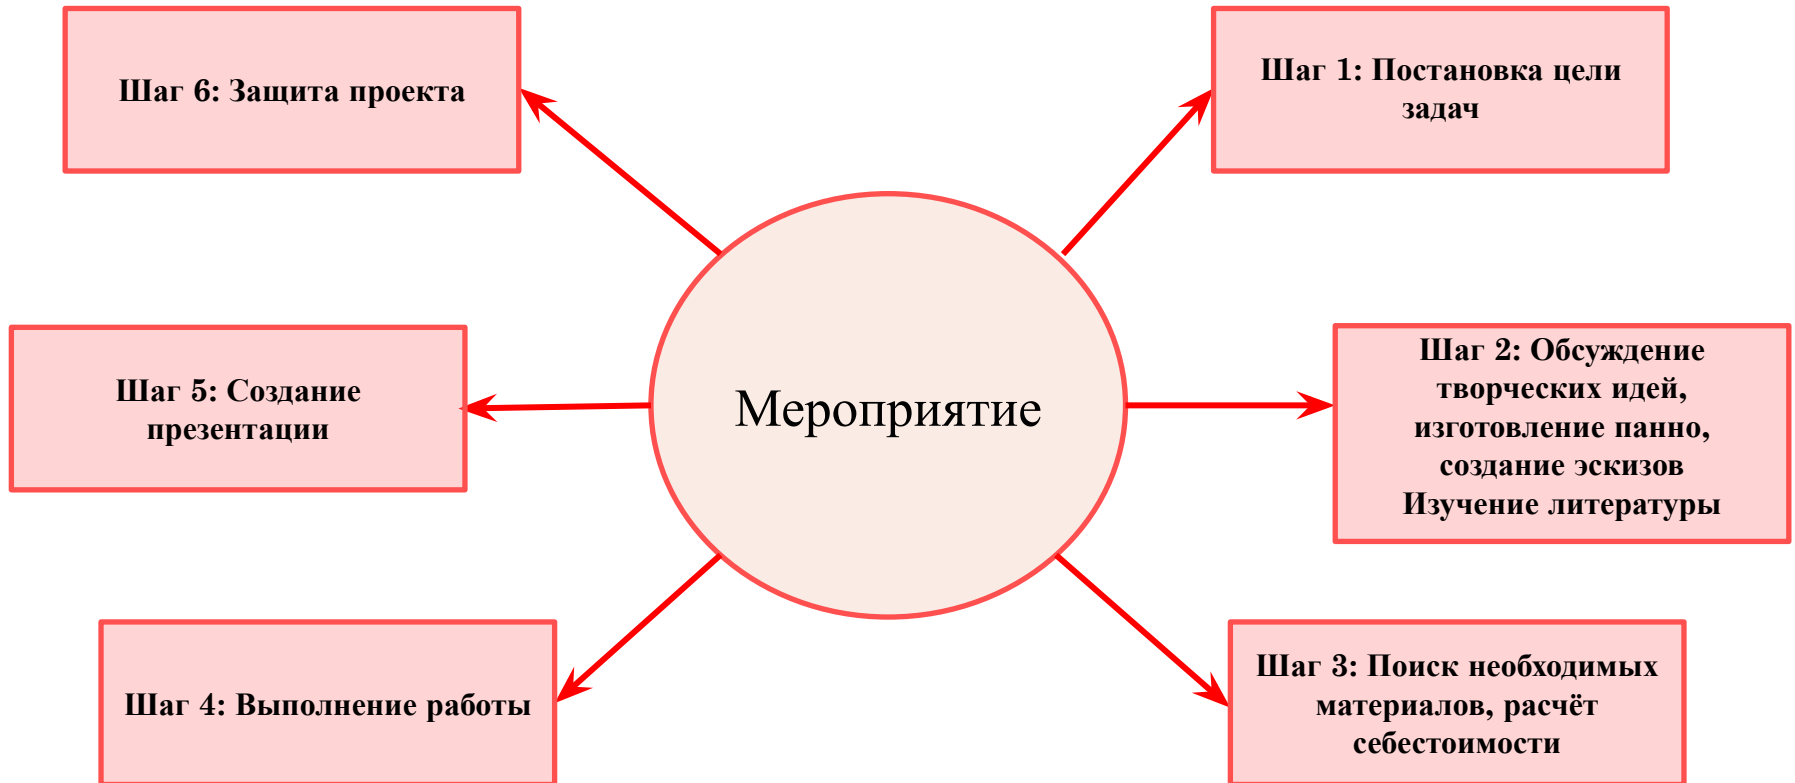 Шаг 6: Защита проекта
Шаг 1: Постановка цели
задач
Шаг 5: Создание
презентации
Мероприятие
Шаг 2: Обсуждение
творческих идей,
изготовление панно,
создание эскизов
Изучение литературы
Шаг 4: Выполнение работы
Шаг 3: Поиск необходимых
материалов, расчёт
себестоимости